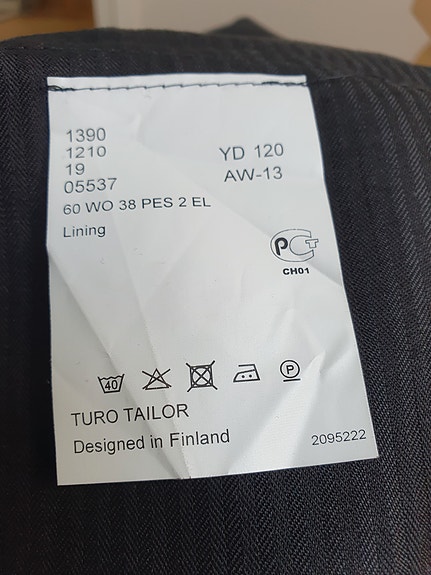 1390
1210
19
05537
YD 120
AW-13
60 WO 38 PES 2 EL
Lining
PCT
CH01
40
P
TURO TAILOR
Designed in Finland
2095222